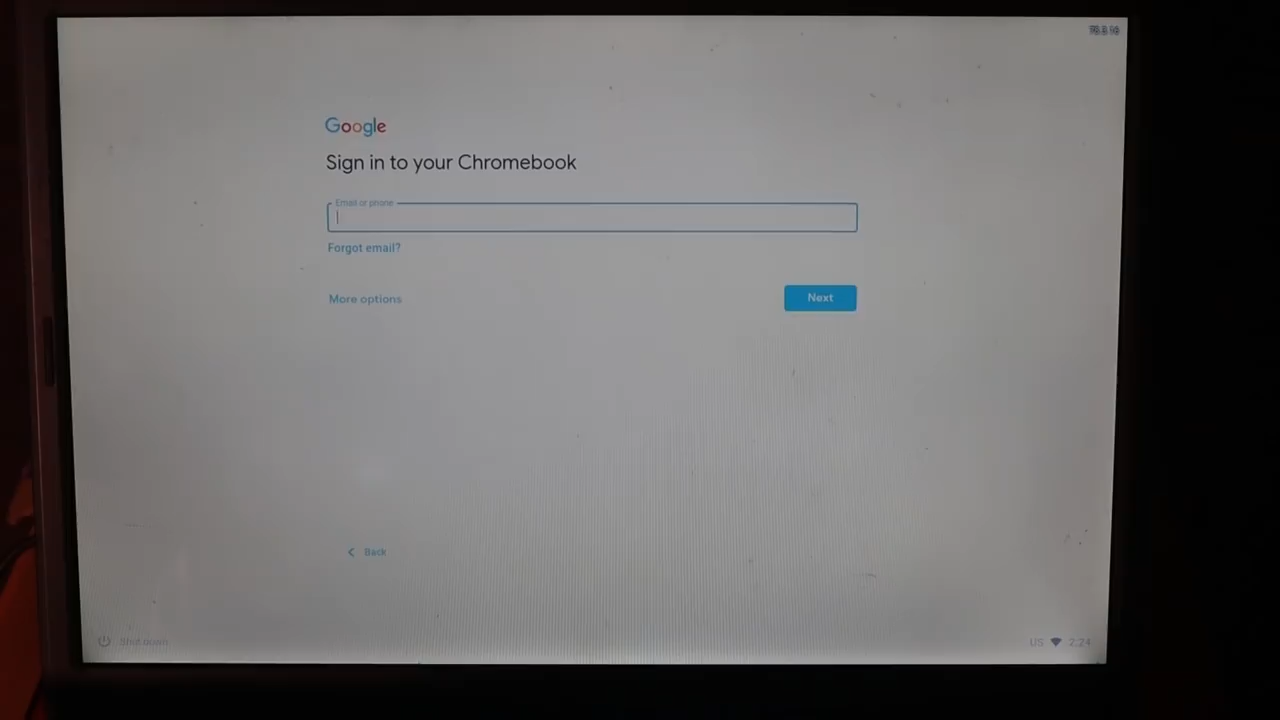 Google
Sign in to your Chromebook
Email or phone
Forgot email?
More options
Next
Back
Shut down
US 2:24